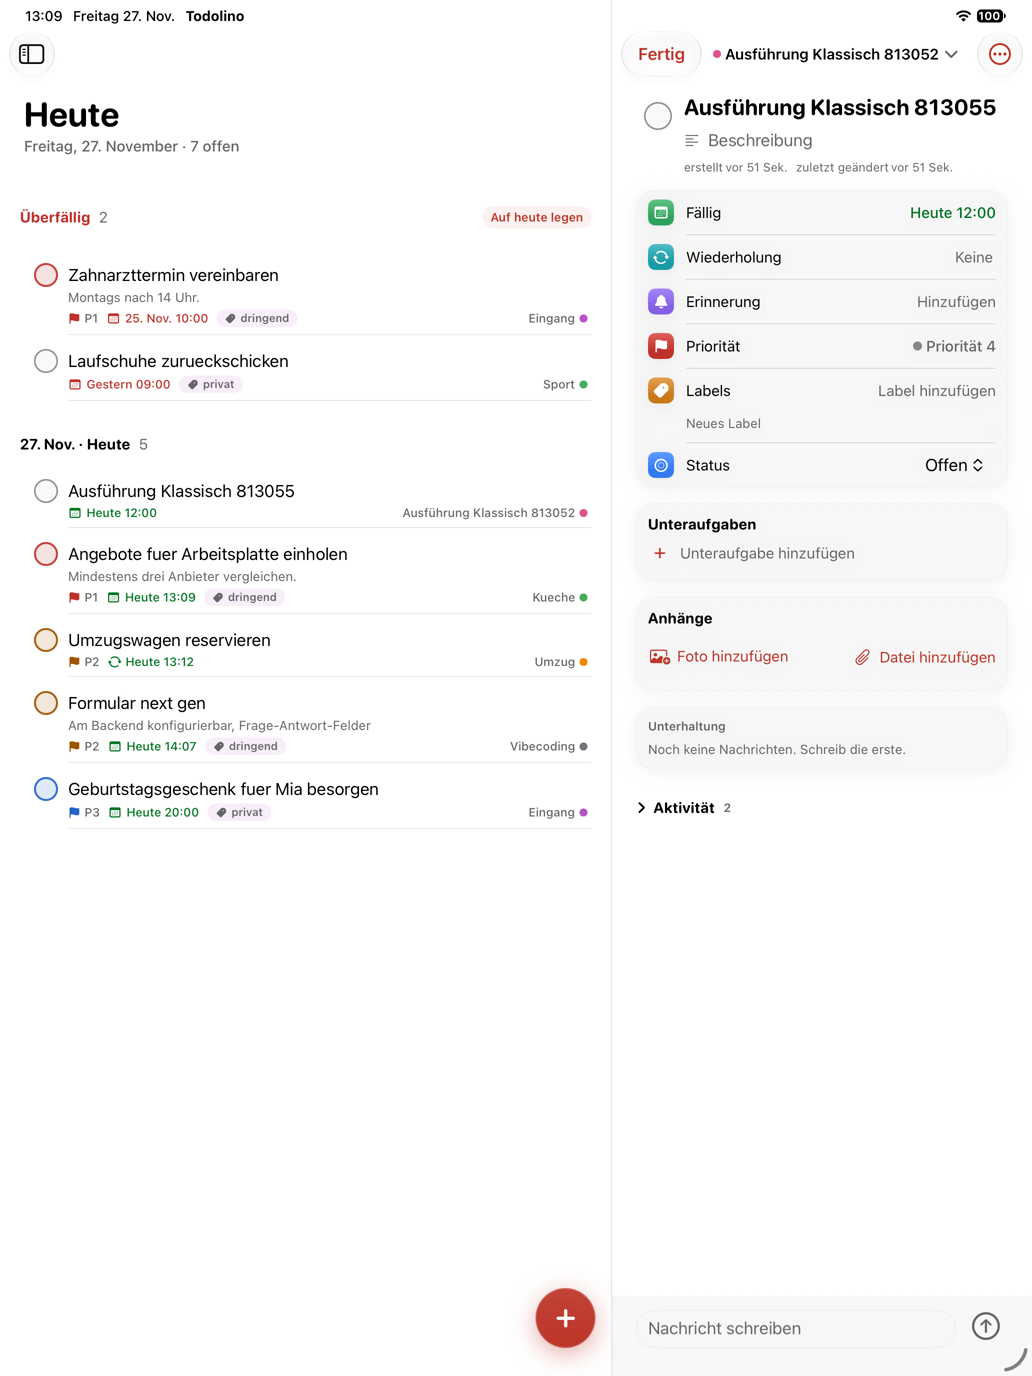 13:09 Freitag 27. Nov. Todolino
100
Heute
Freitag, 27. November · 7 offen
Überfällig 2
Auf heute legen
Zahnarzttermin vereinbaren
Montags nach 14 Uhr.
P1 25. Nov. 10:00 dringend Eingang
Laufschuhe zurueckschicken
Gestern 09:00 privat Sport
27. Nov. · Heute 5
Ausführung Klassisch 813055
Heute 12:00 Ausführung Klassisch 813052
Angebote fuer Arbeitsplatte einholen
Mindestens drei Anbieter vergleichen.
P1 Heute 13:09 dringend Kueche
Umzugswagen reservieren
P2 Heute 13:12 Umzug
Formular next gen
Am Backend konfigurierbar, Frage-Antwort-Felder
P2 Heute 14:07 dringend Vibecoding
Geburtstagsgeschenk fuer Mia besorgen
P3 Heute 20:00 privat Eingang
Fertig Ausführung Klassisch 813052
Ausführung Klassisch 813055
Beschreibung
erstellt vor 51 Sek. zuletzt geändert vor 51 Sek.
Fällig Heute 12:00
Wiederholung Keine
Erinnerung Hinzufügen
Priorität Priorität 4
Labels Label hinzufügen
Neues Label
Status Offen
Unteraufgaben
Unteraufgabe hinzufügen
Anhänge
Foto hinzufügen Datei hinzufügen
Unterhaltung
Noch keine Nachrichten. Schreib die erste.
Aktivität 2
Nachricht schreiben